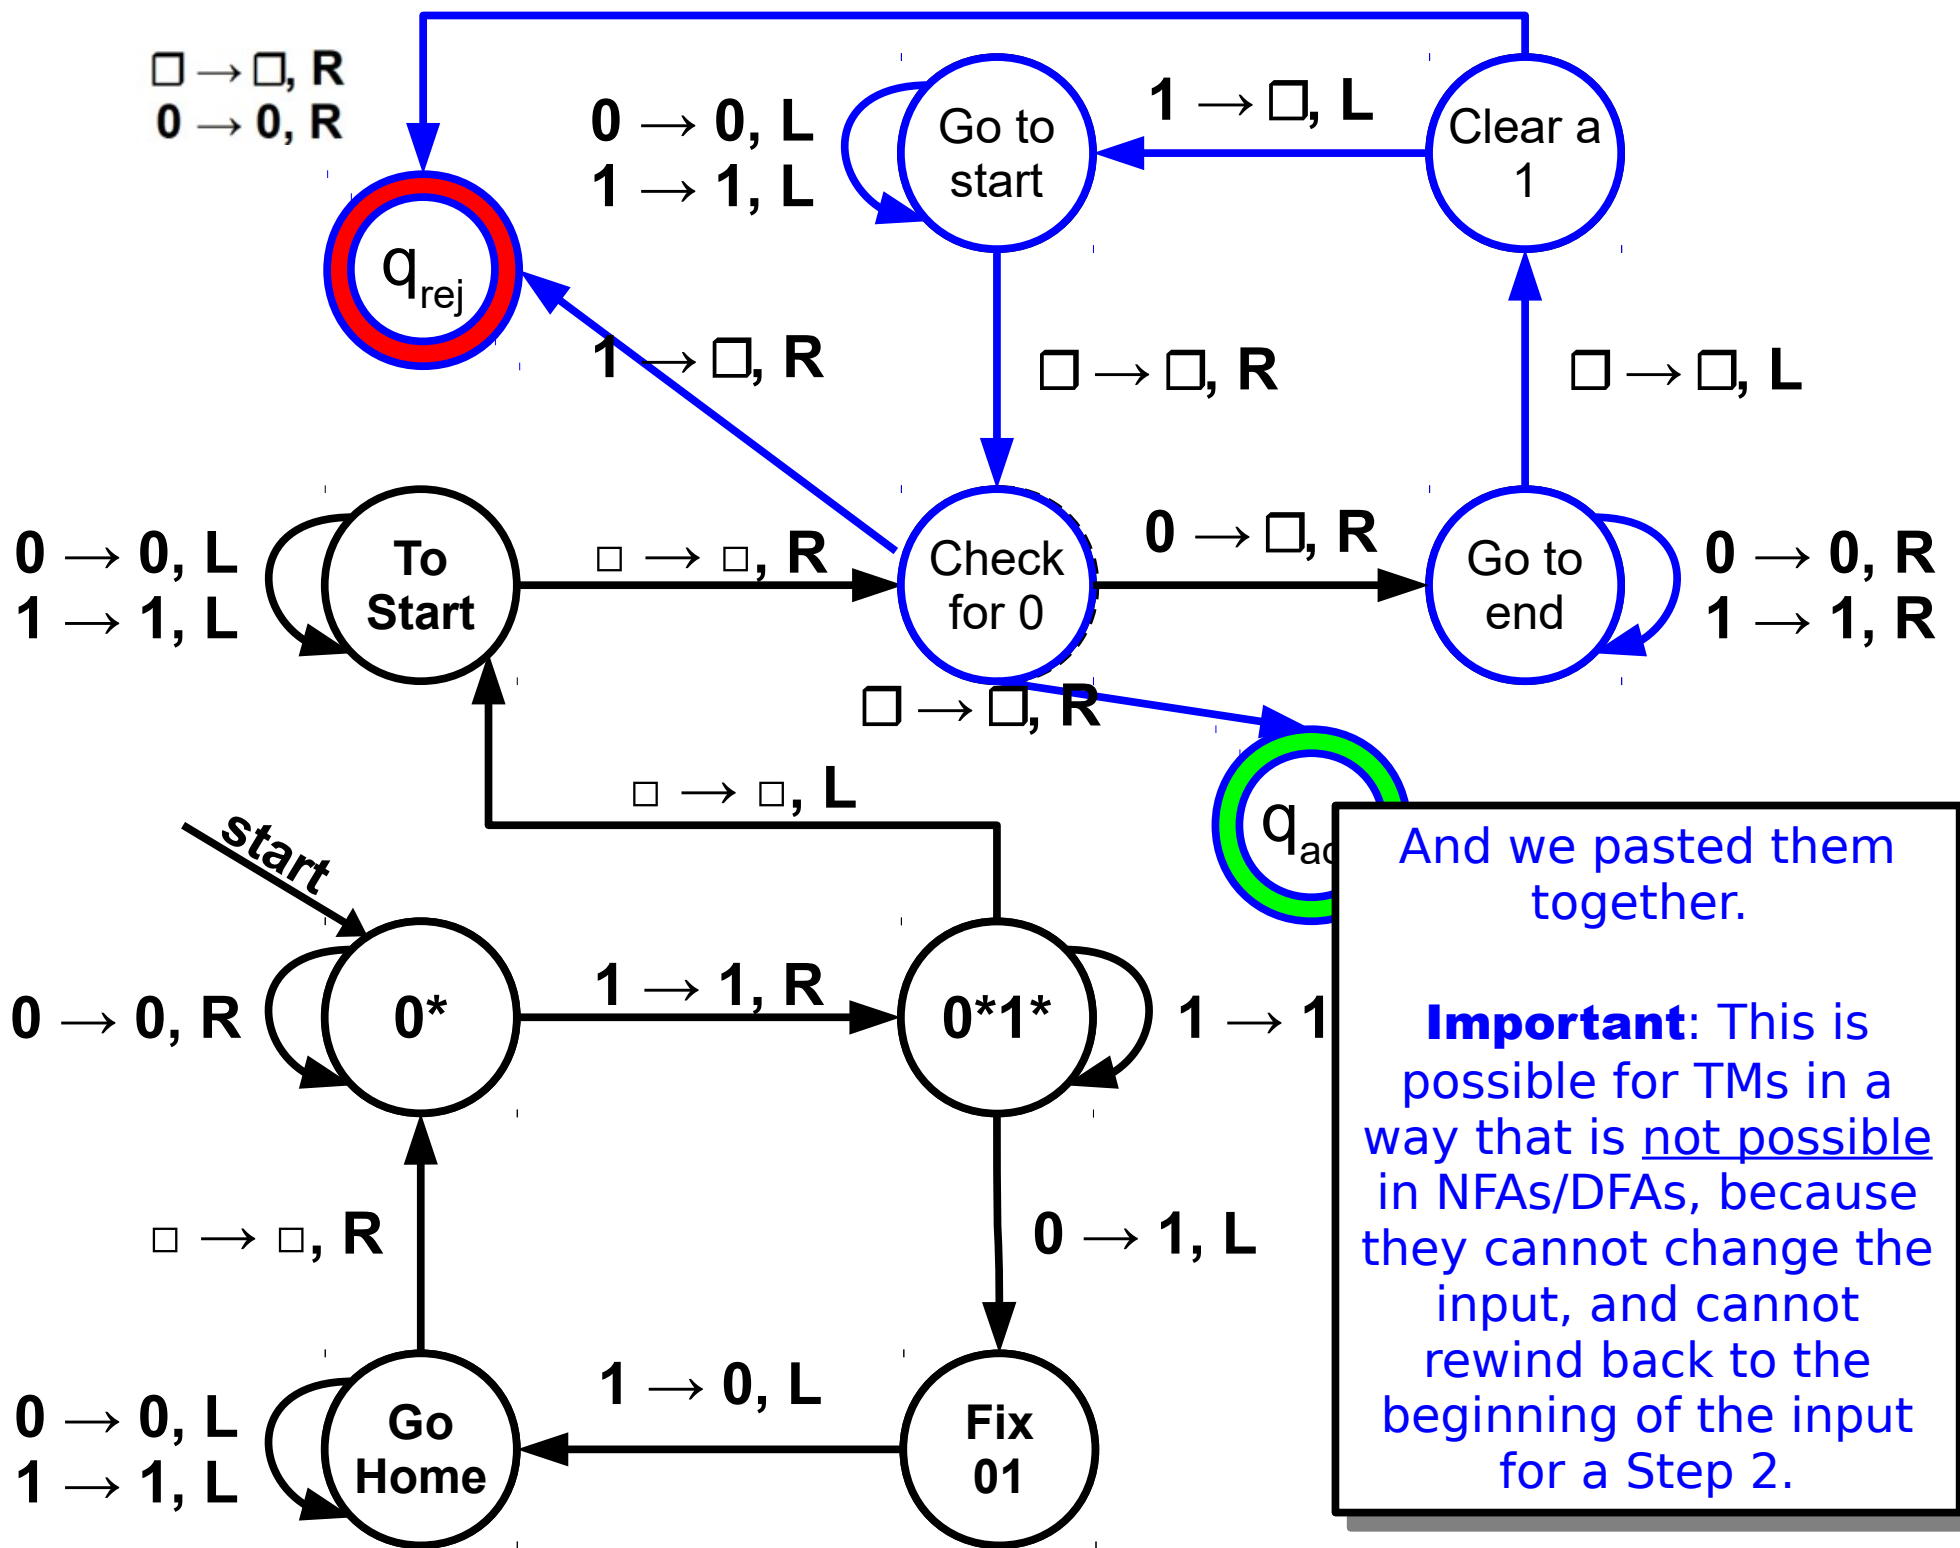 □ → □, R
0 → 0, R
0 → 0, L
1 → 1, L
Go to
start
1 → □, L
Clear a
1
q rej
1 → □, R
□ → □, R
□ → □, L
0 → 0, L
1 → 1, L
To
Start
□ → □, R
Check
for 0
0 → □, R
Go to
end
0 → 0, R
1 → 1, R
□ → □, R
□ → □, L
start
q
0 → 0, R
0*
1 → 1, R
0*1*
1 → 1
□ → □, R
0 → 1, L
0 → 0, L
1 → 1, L
Go
Home
1 → 0, L
Fix
01
And we pasted them
together.
Important: This is
possible for TMs in a
way that is not possible
in NFAs/DFAs, because
they cannot change the
input, and cannot
rewind back to the
beginning of the input
for a Step 2.